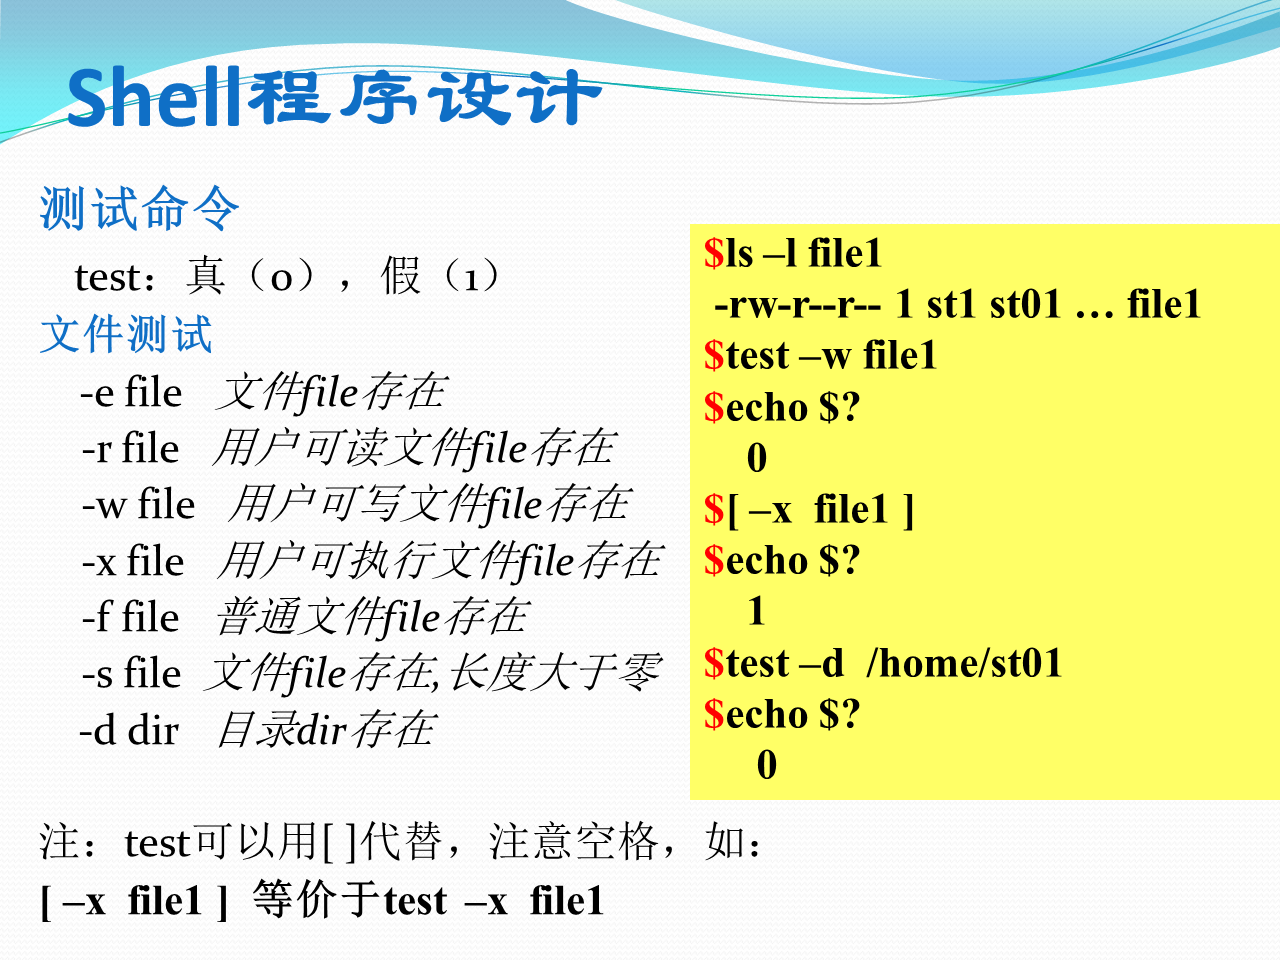 Shell程序设计
测试命令
test：真（0），假（1）
文件测试
-e file 文件file存在
-r file 用户可读文件file存在
-w file 用户可写文件file存在
-x file 用户可执行文件file存在
-f file 普通文件file存在
-s file 文件file存在,长度大于零
-d dir 目录dir存在
注：test可以用[ ]代替，注意空格，如：
[ –x file1 ] 等价于test –x file1
$ls –l file1
-rw-r--r-- 1 st1 st01 … file1
$test –w file1
$echo $?
0
$[ –x file1 ]
$echo $?
1
$test –d /home/st01
$echo $?
0